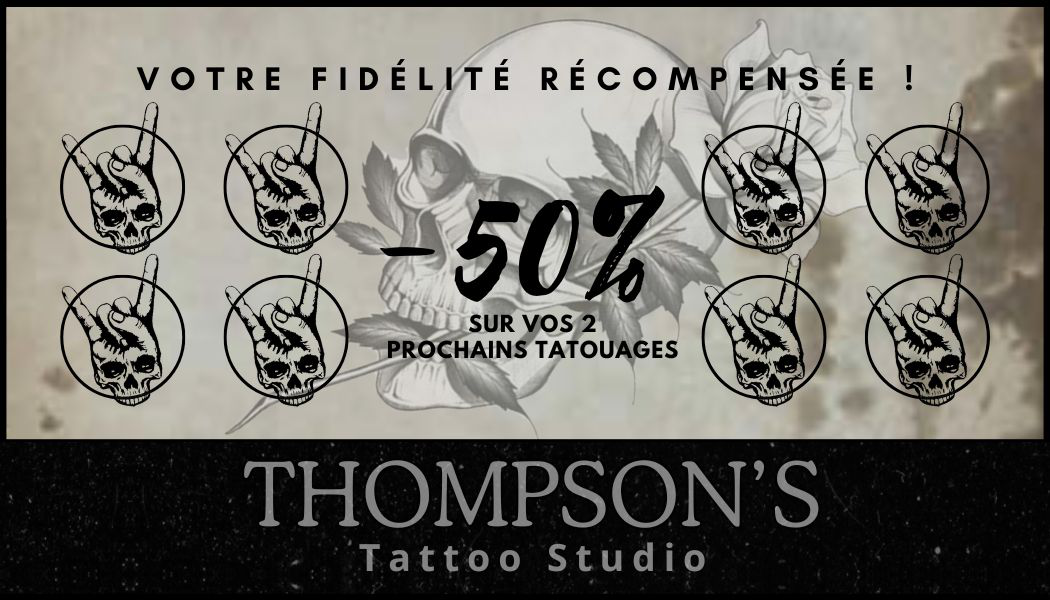 VOTRE FIDÉLITÉ RÉCOMPENSÉE !
-50%
SUR VOS 2
PROCHAINS TATOUAGES
THOMPSON'S
Tattoo Studio